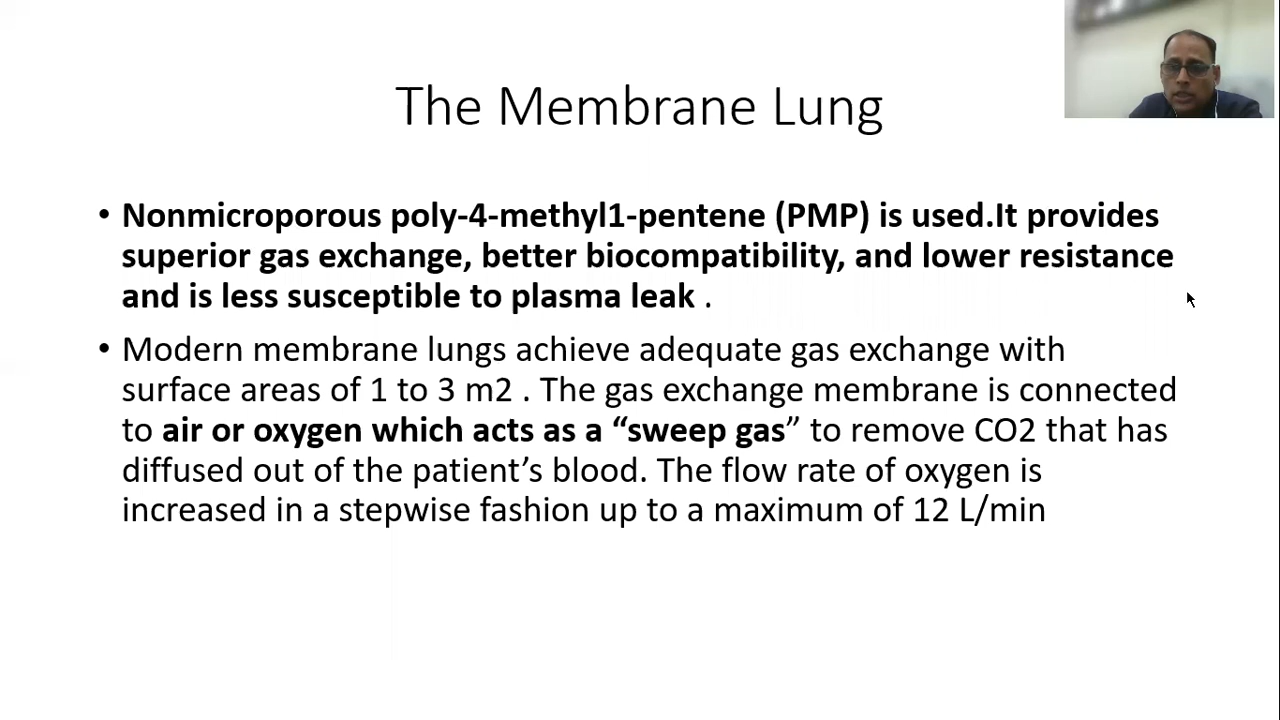 The Membrane Lung
• Nonmicroporous poly-4-methyl1-pentene (PMP) is used.It provides
superior gas exchange, better biocompatibility, and lower resistance
and is less susceptible to plasma leak .
• Modern membrane lungs achieve adequate gas exchange with
surface areas of 1 to 3 m2 . The gas exchange membrane is connected
to air or oxygen which acts as a “sweep gas” to remove CO2 that has
diffused out of the patient’s blood. The flow rate of oxygen is
increased in a stepwise fashion up to a maximum of 12 L/min